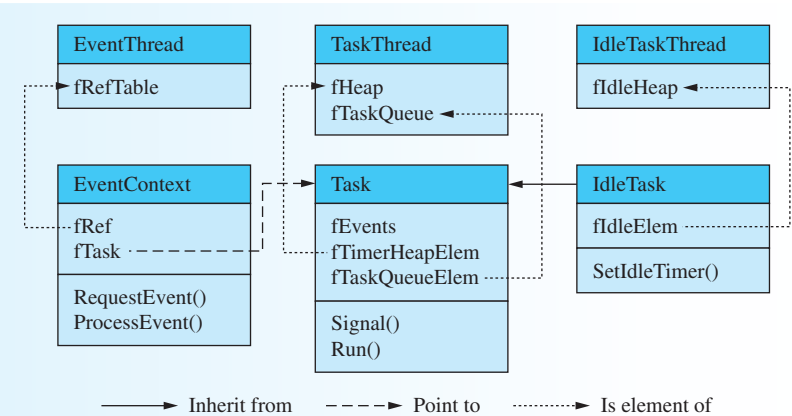 EventThread
fRefTable
TaskThread
fHeap
fTaskQueue
IdleTaskThread
fIdleHeap
EventContext
fRef
fTask
RequestEvent()
ProcessEvent()
Task
fEvents
fTimerHeapElem
fTaskQueueElem
Signal()
Run()
IdleTask
fIdleElem
SetIdleTimer()
Inherit from
Point to
Is element of